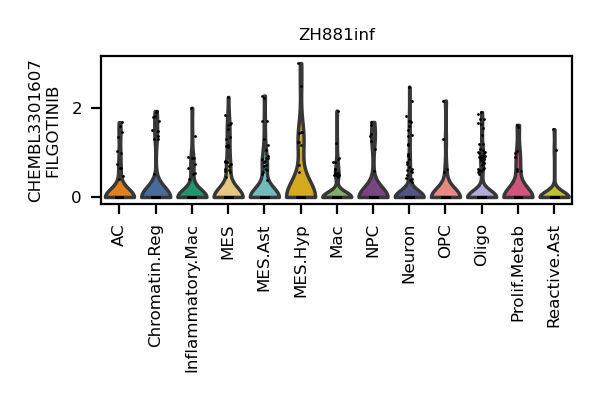 ZH881inf
CHEMBL3301607
FILGOTINIB
2
0
AC
Chromatin.Reg
Inflammatory.Mac
MES
MES.Ast
MES.Hyp
Mac
NPC
Neuron
OPC
Oligo
Prolif.Metab
Reactive.Ast